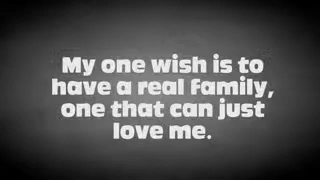 My one wish is to
have a real family,
one that can just
love me.